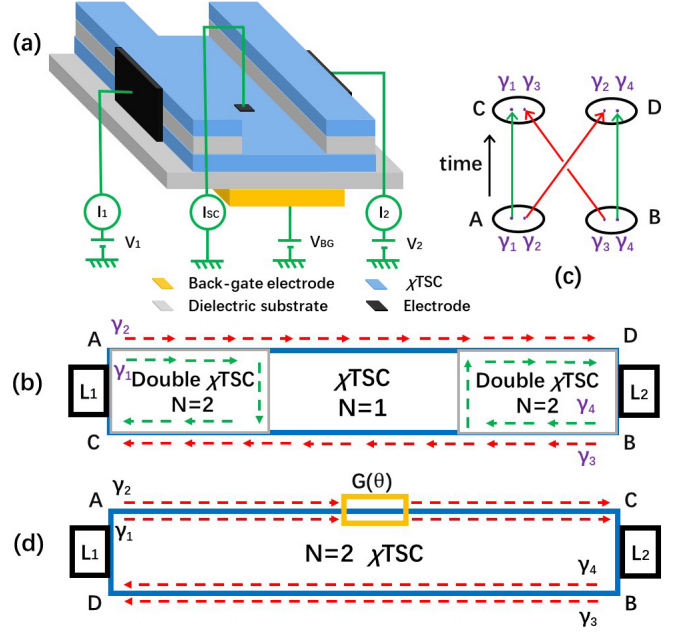 (a)
I₁
V₁
I_SC
V_BG
I₂
V₂
Back-gate electrode
χTSC
Dielectric substrate
Electrode
γ₁ γ₃ γ₂ γ₄
C D
time
A B
γ₁ γ₂ γ₃ γ₄
(c)
(b)
A γ₂ D
γ₁
L₁
Double χTSC
N=2
χTSC
N=1
Double χTSC
N=2 γ₄
L₂
C B
γ₃
G(θ)
A γ₂ C
γ₁
(d)
L₁
N=2 χTSC
L₂
γ₄
D B
γ₃